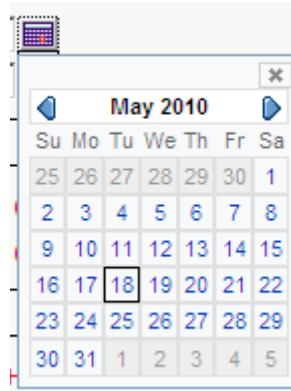 May 2010
Su Mo Tu We Th Fr Sa
25 26 27 28 29 30 1
2 3 4 5 6 7 8
9 10 11 12 13 14 15
16 17 18 19 20 21 22
23 24 25 26 27 28 29
30 31 1 2 3 4 5